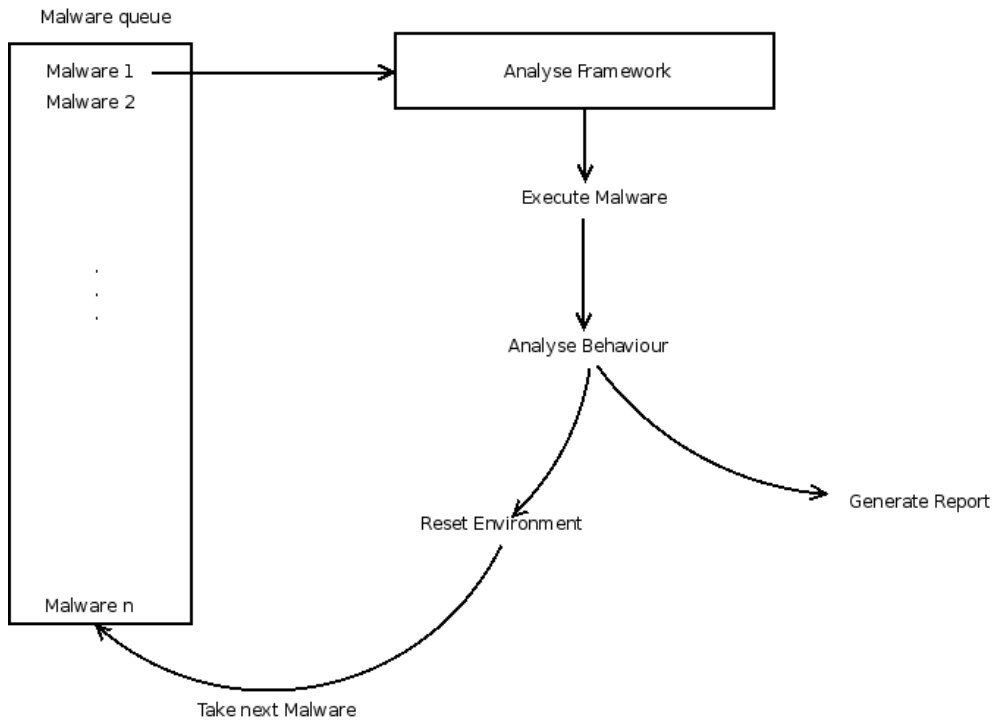 Malware queue
Malware 1
Malware 2
.
.
.
Malware n
Analyse Framework
Execute Malware
Analyse Behaviour
Reset Environment
Generate Report
Take next Malware